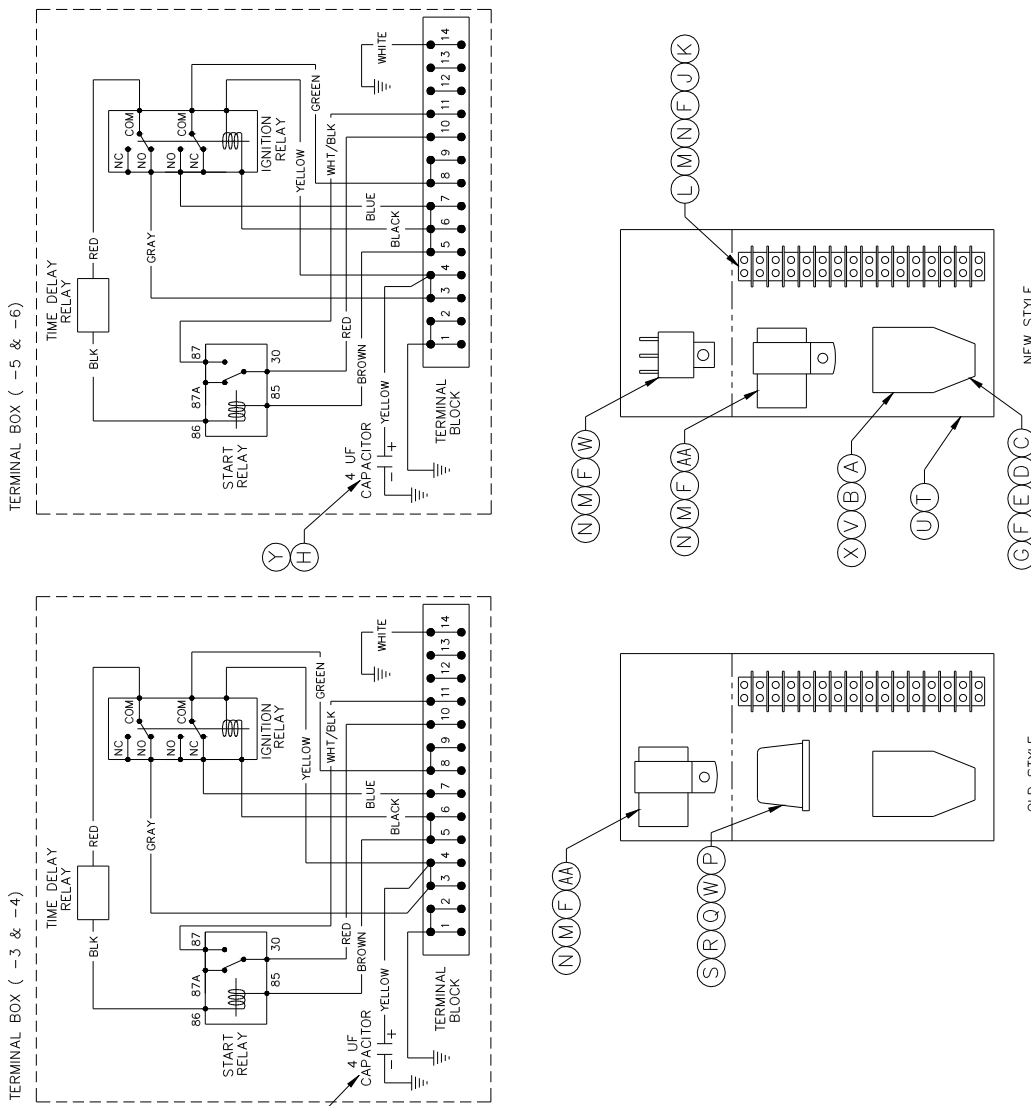 TERMINAL BOX ( -5 & -6)
TIME DELAY
RELAY
BLK
RED
GRAY
NC
NO
NO
NC
COM
COM
IGNITION
RELAY
86
87A
87
85
30
START
RELAY
YELLOW
GREEN
WHT/BLK
BLUE
BLACK
RED
BROWN
YELLOW
4 UF
CAPACITOR
- +
WHITE
TERMINAL
BLOCK
1 2 3 4 5 6 7 8 9 10 11 12 13 14
Y
H
TERMINAL BOX ( -3 & -4)
TIME DELAY
RELAY
BLK
RED
GRAY
NC
NO
NO
NC
COM
COM
IGNITION
RELAY
86
87A
87
85
30
START
RELAY
YELLOW
GREEN
WHT/BLK
BLUE
BLACK
RED
BROWN
YELLOW
4 UF
CAPACITOR
- +
WHITE
TERMINAL
BLOCK
1 2 3 4 5 6 7 8 9 10 11 12 13 14
L M N F J K
N M F W
N M F AA
X V B A
U T
G F E D C
NEW STYLE
N M F AA
S R Q W P
OLD STYLE